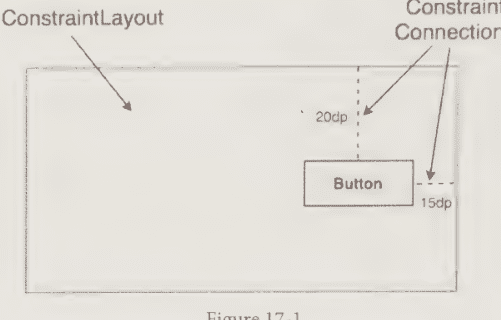 ConstraintLayout
Constraint
Connection
20dp
Button
15dp
Figure 17-1